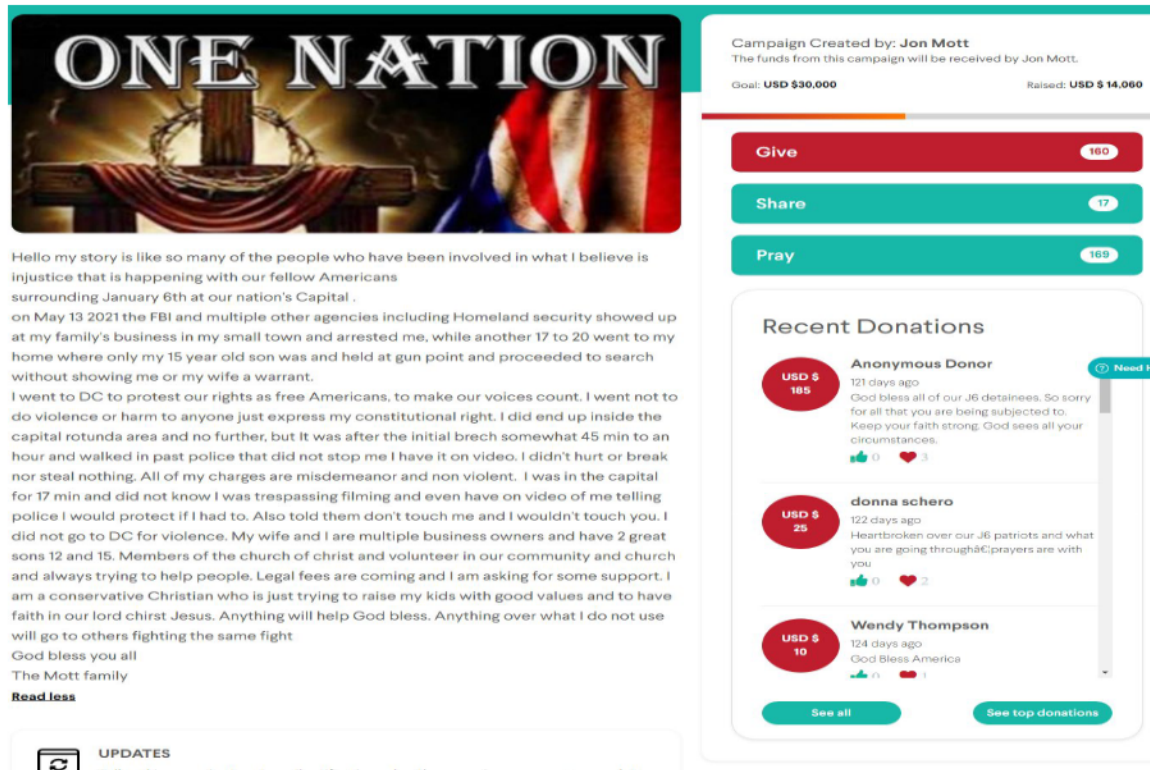 ONE NATION
Hello my story is like so many of the people who have been involved in what I believe is
injustice that is happening with our fellow Americans
surrounding January 6th at our nation's Capital .
on May 13 2021 the FBI and multiple other agencies including Homeland security showed up
at my family's business in my small town and arrested me, while another 17 to 20 went to my
home where only my 15 year old son was and held at gun point and proceeded to search
without showing me or my wife a warrant.
I went to DC to protest our rights as free Americans, to make our voices count. I went not to
do violence or harm to anyone just express my constitutional right. I did end up inside the
capital rotunda area and no further, but It was after the initial brech somewhat 45 min to an
hour and walked in past police that did not stop me I have it on video. I didn't hurt or break
nor steal nothing. All of my charges are misdemeanor and non violent.  I was in the capital
for 17 min and did not know I was trespassing filming and even have on video of me telling
police I would protect if I had to. Also told them don't touch me and I wouldn't touch you. I
did not go to DC for violence. My wife and I are multiple business owners and have 2 great
sons 12 and 15. Members of the church of christ and volunteer in our community and church
and always trying to help people. Legal fees are coming and I am asking for some support. I
am a conservative Christian who is just trying to raise my kids with good values and to have
faith in our lord chirst Jesus. Anything will help God bless. Anything over what I do not use
will go to others fighting the same fight
God bless you all
The Mott family
Read less
UPDATES
Campaign Created by: Jon Mott
The funds from this campaign will be received by Jon Mott.
Goal: USD $30,000 Raised: USD $ 14,060
Give 160
Share 17
Pray 169
Recent Donations
USD $
185
Anonymous Donor
121 days ago
God bless all of our J6 detainees. So sorry
for all that you are being subjected to.
Keep your faith strong. God sees all your
circumstances.
0 3
Need
USD $
25
donna schero
122 days ago
Heartbroken over our J6 patriots and what
you are going throughâ€¦prayers are with
you
0 2
USD $
10
Wendy Thompson
124 days ago
God Bless America
0 1
See all
See top donations